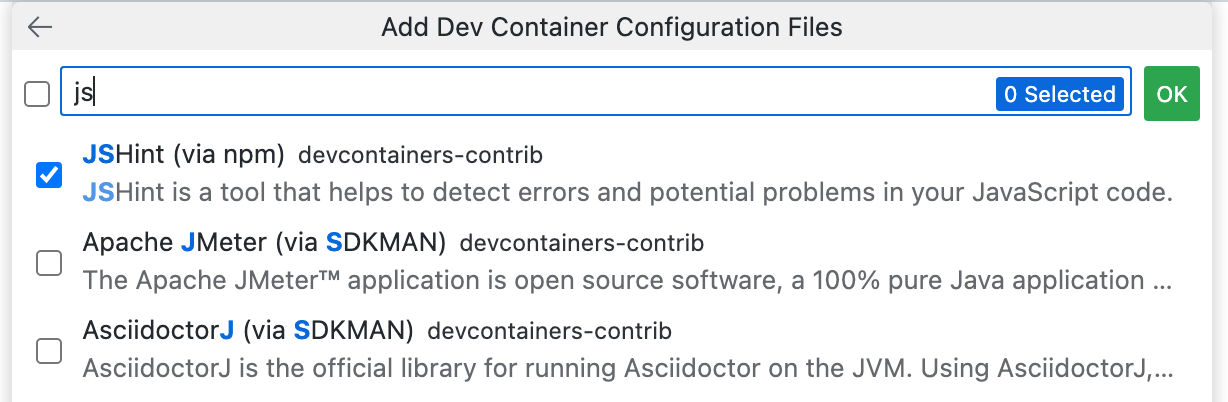 Add Dev Container Configuration Files
js 0 Selected OK
JSHint (via npm) devcontainers-contrib
JSHint is a tool that helps to detect errors and potential problems in your JavaScript code.
Apache JMeter (via SDKMAN) devcontainers-contrib
The Apache JMeter™ application is open source software, a 100% pure Java application ...
AsciidoctorJ (via SDKMAN) devcontainers-contrib
AsciidoctorJ is the official library for running Asciidoctor on the JVM. Using AsciidoctorJ,...